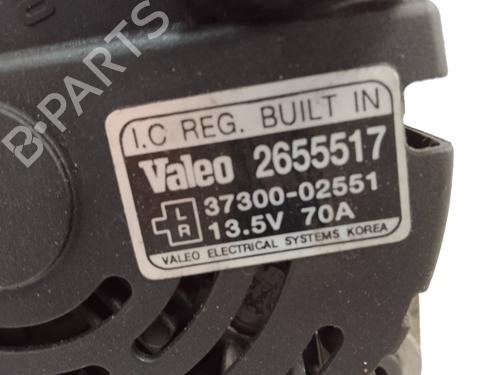 B-PARTS
I.C REG. BUILT IN
Valeo 2655517
L 37300-02551
R 13.5V 70A
VALEO ELECTRICAL SYSTEMS KOREA